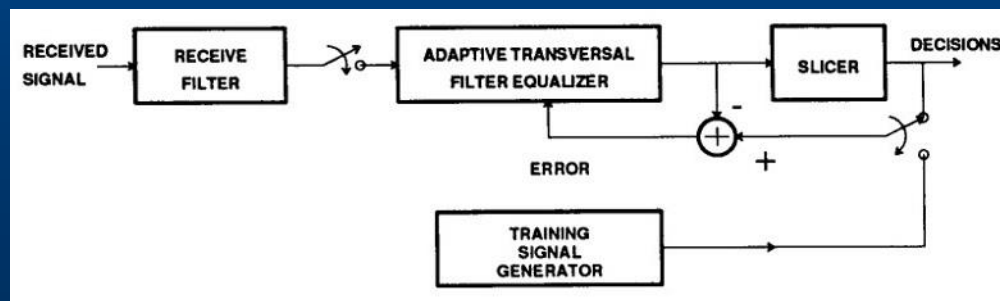 RECEIVED
SIGNAL
RECEIVE
FILTER
ADAPTIVE TRANSVERSAL
FILTER EQUALIZER
SLICER
DECISIONS
-
+
+
ERROR
TRAINING
SIGNAL
GENERATOR